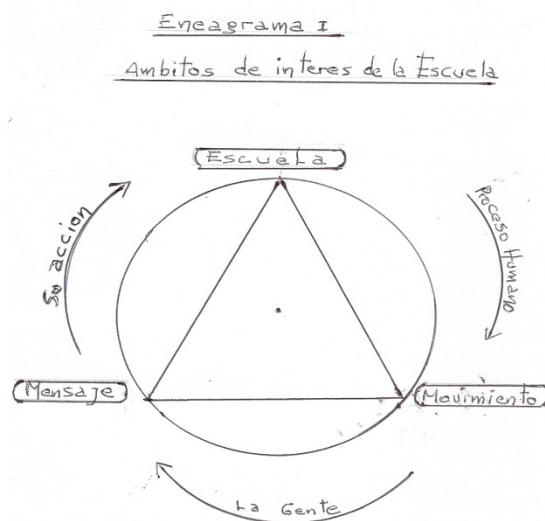 Eneagrama I
Ambitos de interes de la Escuela
Escuela
Su accion
Proceso Humano
Mensaje
Movimiento
La Gente